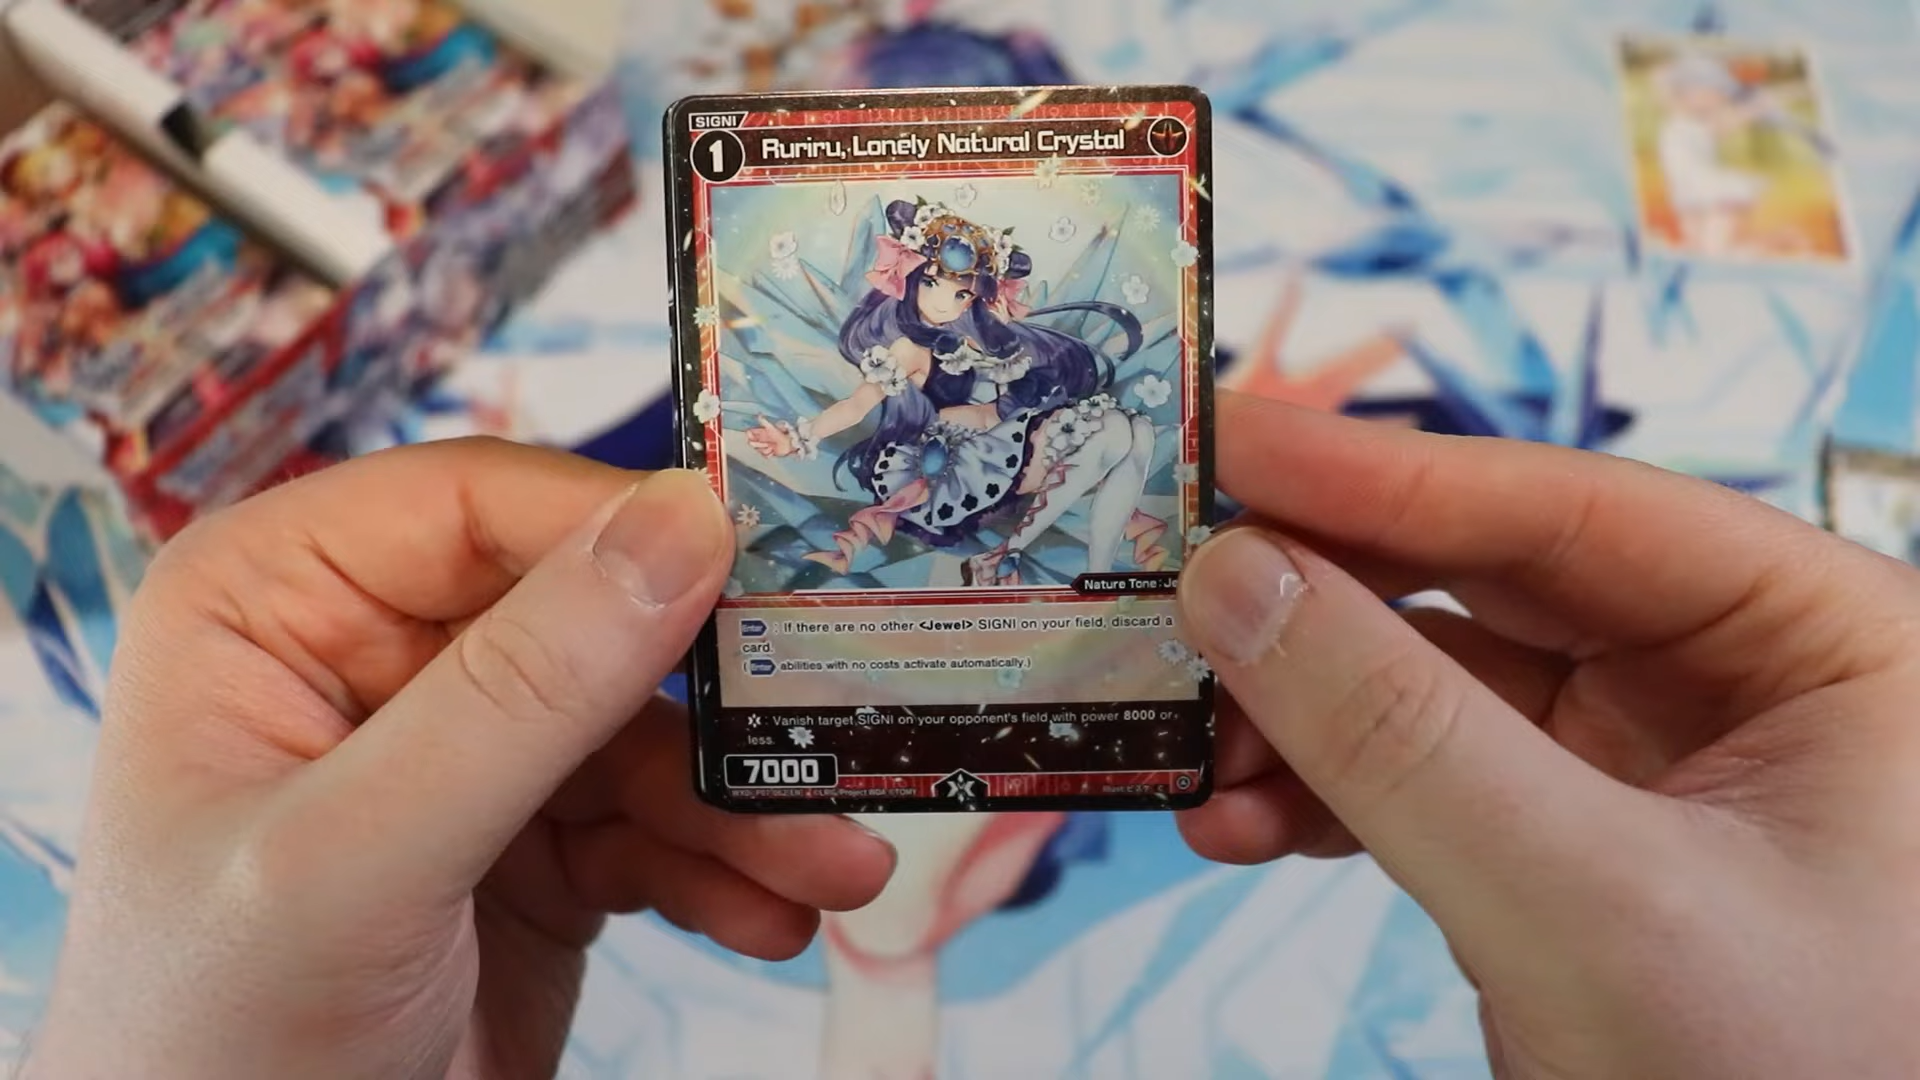 SIGNI
1 Ruriru, Lonely Natural Crystal
Nature Tone: Je
Enter : If there are no other <Jewel> SIGNI on your field, discard a
card.
(Enter abilities with no costs activate automatically.)
: Vanish target SIGNI on your opponent's field with power 8000 or
less.
7000